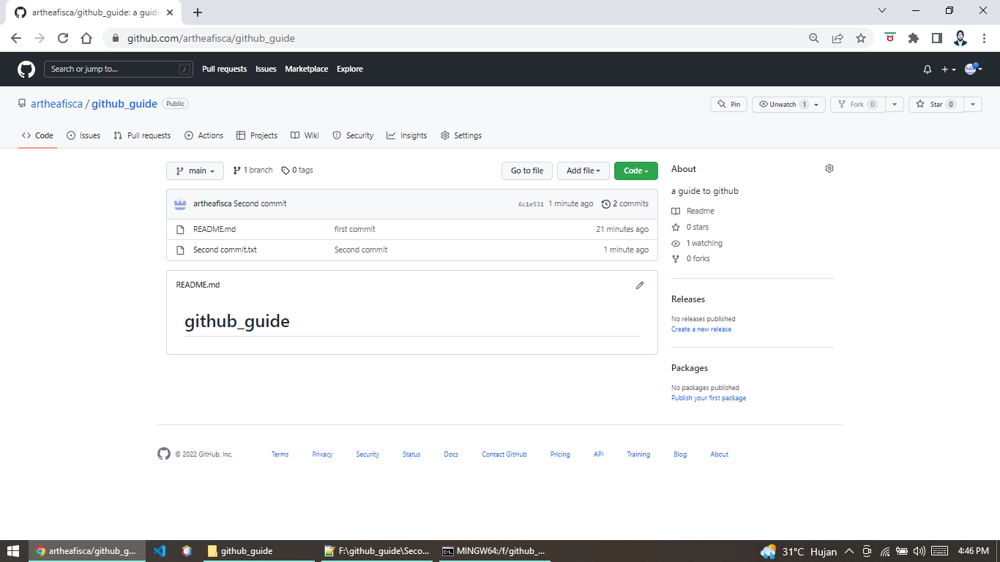 artheafisca/github_guide: a guide
github.com/artheafisca/github_guide
Search or jump to... / Pull requests Issues Marketplace Explore
artheafisca / github_guide Public Pin Unwatch 1 Fork 0 Star 0
Code Issues Pull requests Actions Projects Wiki Security Insights Settings
main 1 branch 0 tags Go to file Add file Code
artheafisca Second commit 6c1e531 1 minute ago 2 commits
README.md first commit 21 minutes ago
Second commit.txt Second commit 1 minute ago
README.md
github_guide
About
a guide to github
Readme
0 stars
1 watching
0 forks
Releases
No releases published
Create a new release
Packages
No packages published
Publish your first package
© 2022 GitHub, Inc. Terms Privacy Security Status Docs Contact GitHub Pricing API Training Blog About
artheafisca/github_g... github_guide F:\github_guide\Seco... MINGW64:/f/github_... 31°C Hujan 4:46 PM